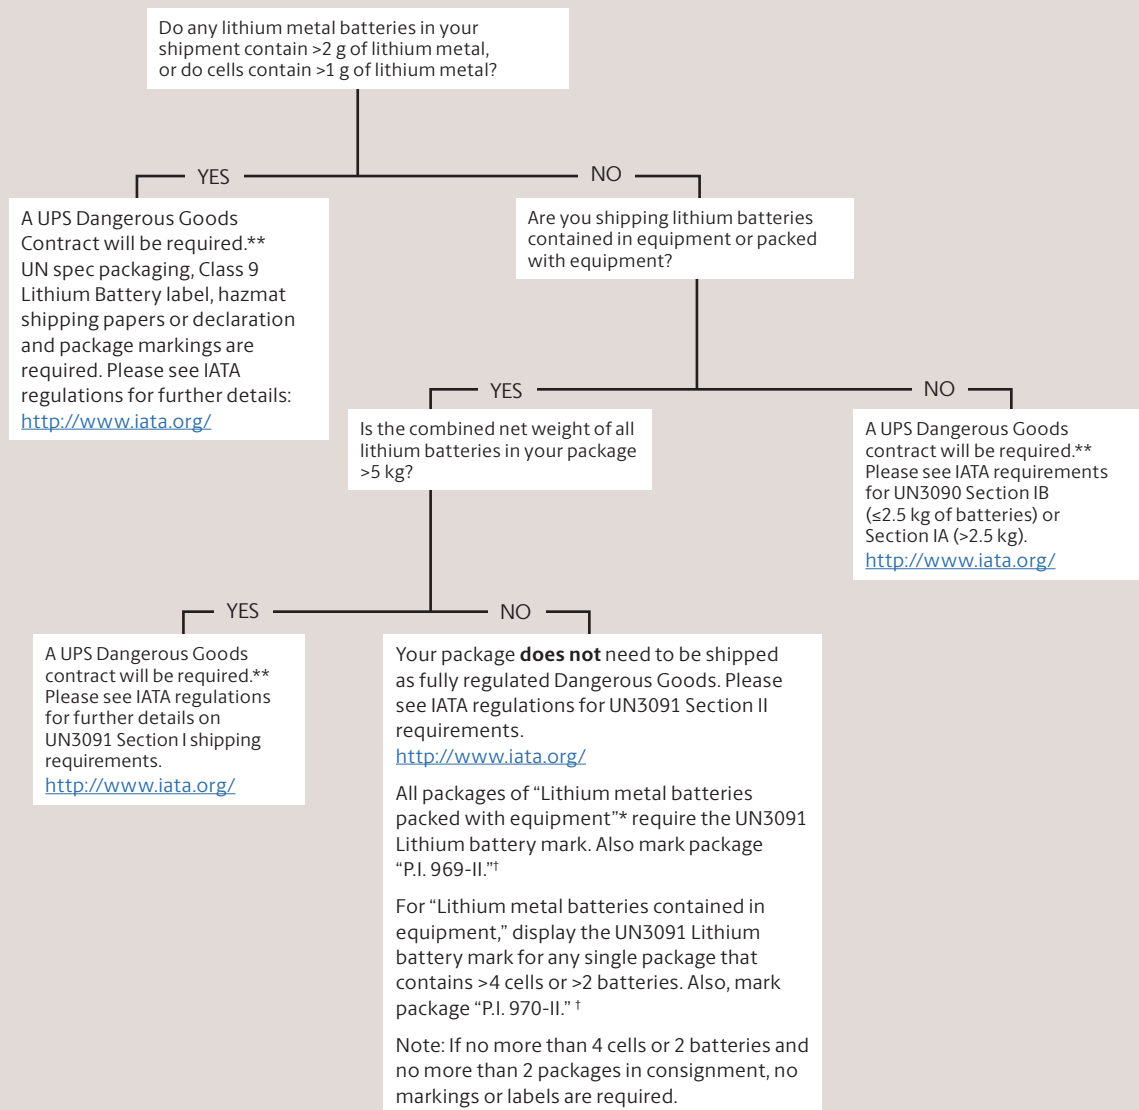 Do any lithium metal batteries in your
shipment contain >2 g of lithium metal,
or do cells contain >1 g of lithium metal?
YES
NO
A UPS Dangerous Goods
Contract will be required.**
UN spec packaging, Class 9
Lithium Battery label, hazmat
shipping papers or declaration
and package markings are
required. Please see IATA
regulations for further details:
http://www.iata.org/
Are you shipping lithium batteries
contained in equipment or packed
with equipment?
YES
NO
Is the combined net weight of all
lithium batteries in your package
>5 kg?
A UPS Dangerous Goods
contract will be required.**
Please see IATA requirements
for UN3090 Section IB
(≤2.5 kg of batteries) or
Section IA (>2.5 kg).
http://www.iata.org/
YES
NO
A UPS Dangerous Goods
contract will be required.**
Please see IATA regulations
for further details on
UN3091 Section I shipping
requirements.
http://www.iata.org/
Your package does not need to be shipped
as fully regulated Dangerous Goods. Please
see IATA regulations for UN3091 Section II
requirements.
http://www.iata.org/
All packages of “Lithium metal batteries
packed with equipment”* require the UN3091
Lithium battery mark. Also mark package
“P.I. 969-II.”†
For “Lithium metal batteries contained in
equipment,” display the UN3091 Lithium
battery mark for any single package that
contains >4 cells or >2 batteries. Also, mark
package “P.I. 970-II.” †
Note: If no more than 4 cells or 2 batteries and
no more than 2 packages in consignment, no
markings or labels are required.